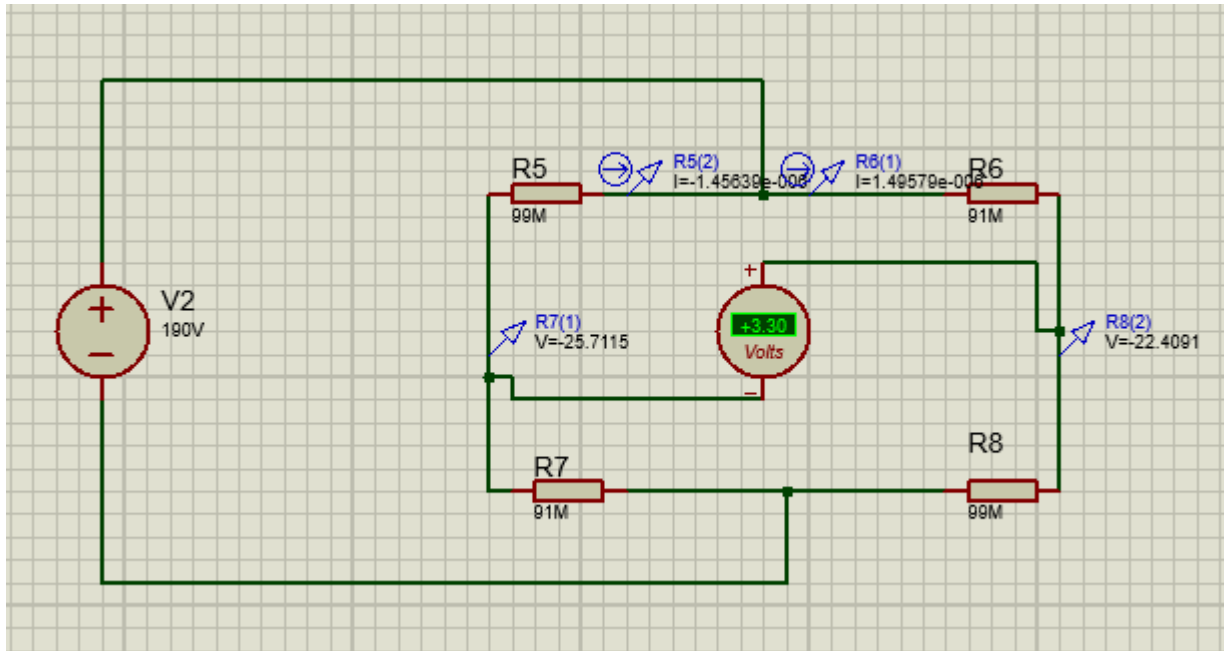 R5
R5(2)
I=-1.45639e-006
R6(1)
I=1.49579e-006
R6
99M
91M
+
V2
190V
+
R7(1)
V=-25.7115
+3.30
Volts
R8(2)
V=-22.4091
−
−
R7
R8
91M
99M